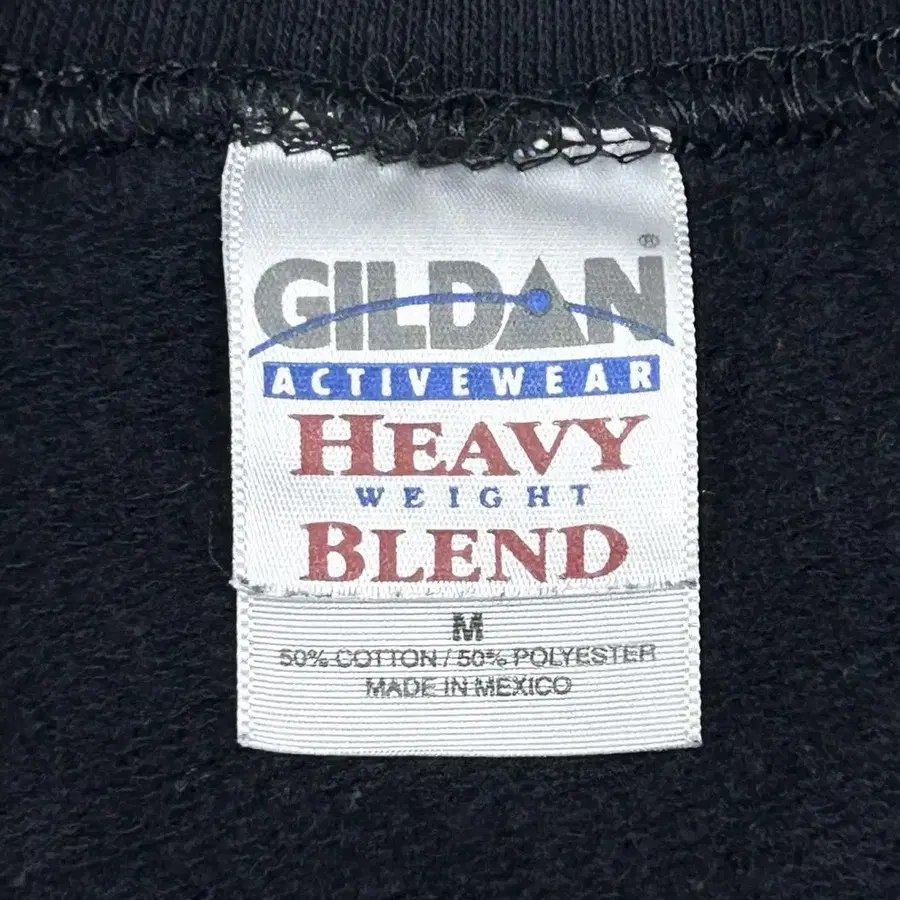 GILDAN®
ACTIVEWEAR
HEAVY
WEIGHT
BLEND
M
50% COTTON / 50% POLYESTER
MADE IN MEXICO